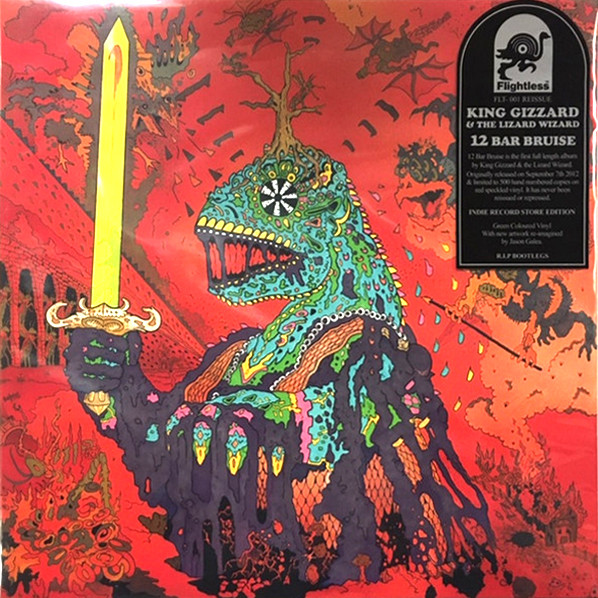 Flightless
FLT-001 REISSUE
KING GIZZARD
& THE LIZARD WIZARD
12 BAR BRUISE
12 Bar Bruise is the first full length album
by King Gizzard & the Lizard Wizard.
Originally released on September 7th 2012
& limited to 500 hand numbered copies on
red speckled vinyl. It has never been
reissued or repressed.
INDIE RECORD STORE EDITION
Green Coloured Vinyl
With new artwork re-imagined
by Jason Galea.
R.I.P BOOTLEGS